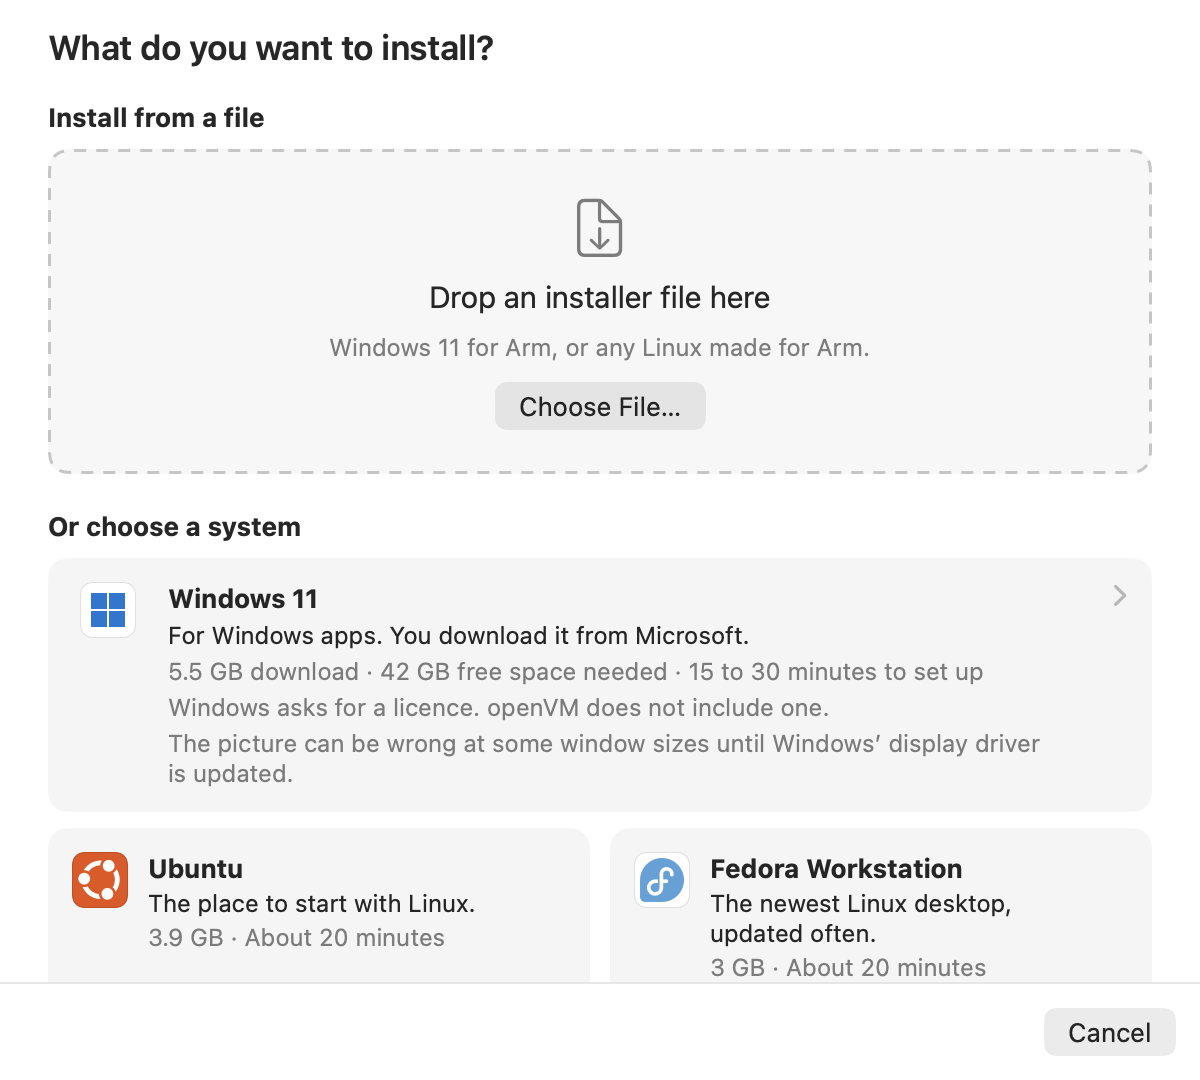 What do you want to install?
Install from a file
Drop an installer file here
Windows 11 for Arm, or any Linux made for Arm.
Choose File...
Or choose a system
Windows 11
For Windows apps. You download it from Microsoft.
5.5 GB download · 42 GB free space needed · 15 to 30 minutes to set up
Windows asks for a licence. openVM does not include one.
The picture can be wrong at some window sizes until Windows’ display driver
is updated.
Ubuntu
The place to start with Linux.
3.9 GB · About 20 minutes
Fedora Workstation
The newest Linux desktop,
updated often.
3 GB · About 20 minutes
Cancel